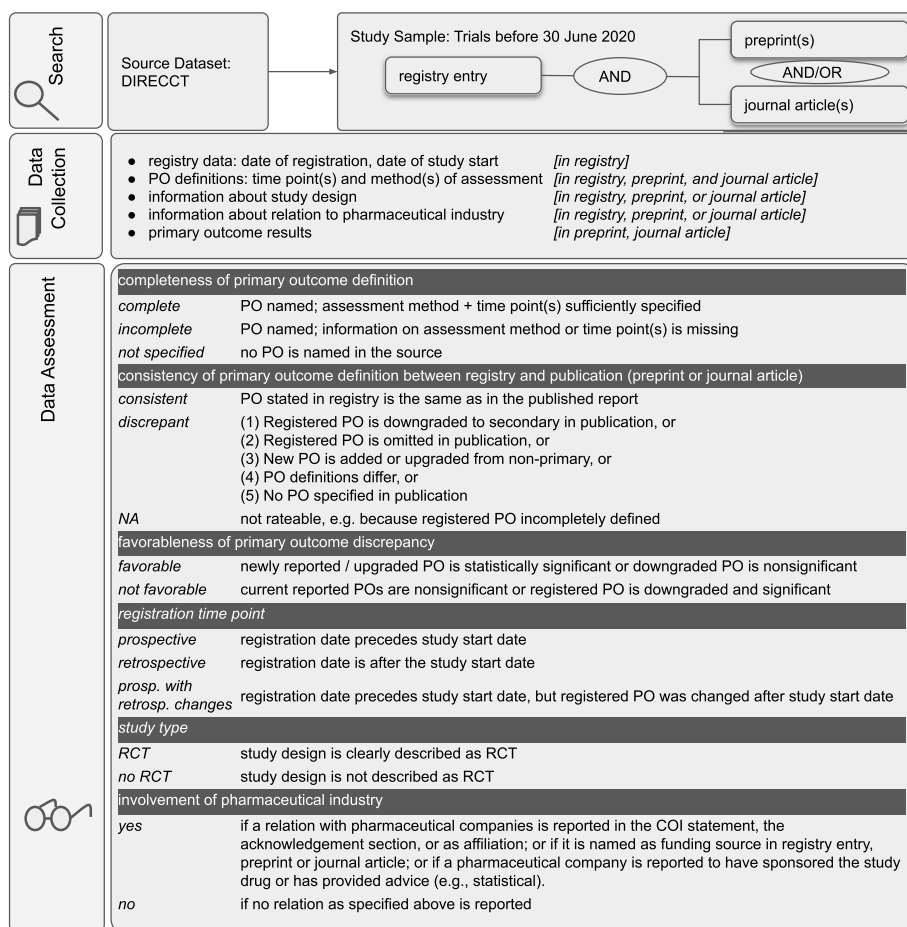 Search
Source Dataset:
DIRECCT
Study Sample: Trials before 30 June 2020
registry entry
AND
preprint(s)
AND/OR
journal article(s)
Data
Collection
● registry data: date of registration, date of study start [in registry]
● PO definitions: time point(s) and method(s) of assessment [in registry, preprint, and journal article]
● information about study design [in registry, preprint, or journal article]
● information about relation to pharmaceutical industry [in registry, preprint, or journal article]
● primary outcome results [in preprint, journal article]
Data Assessment
completeness of primary outcome definition
complete PO named; assessment method + time point(s) sufficiently specified
incomplete PO named; information on assessment method or time point(s) is missing
not specified no PO is named in the source
consistency of primary outcome definition between registry and publication (preprint or journal article)
consistent PO stated in registry is the same as in the published report
discrepant (1) Registered PO is downgraded to secondary in publication, or
(2) Registered PO is omitted in publication, or
(3) New PO is added or upgraded from non-primary, or
(4) PO definitions differ, or
(5) No PO specified in publication
NA not rateable, e.g. because registered PO incompletely defined
favorableness of primary outcome discrepancy
favorable newly reported / upgraded PO is statistically significant or downgraded PO is nonsignificant
not favorable current reported POs are nonsignificant or registered PO is downgraded and significant
registration time point
prospective registration date precedes study start date
retrospective registration date is after the study start date
prosp. with
retrosp. changes registration date precedes study start date, but registered PO was changed after study start date
study type
RCT study design is clearly described as RCT
no RCT study design is not described as RCT
involvement of pharmaceutical industry
yes if a relation with pharmaceutical companies is reported in the COI statement, the
acknowledgement section, or as affiliation; or if it is named as funding source in registry entry,
preprint or journal article; or if a pharmaceutical company is reported to have sponsored the study
drug or has provided advice (e.g., statistical).
no if no relation as specified above is reported